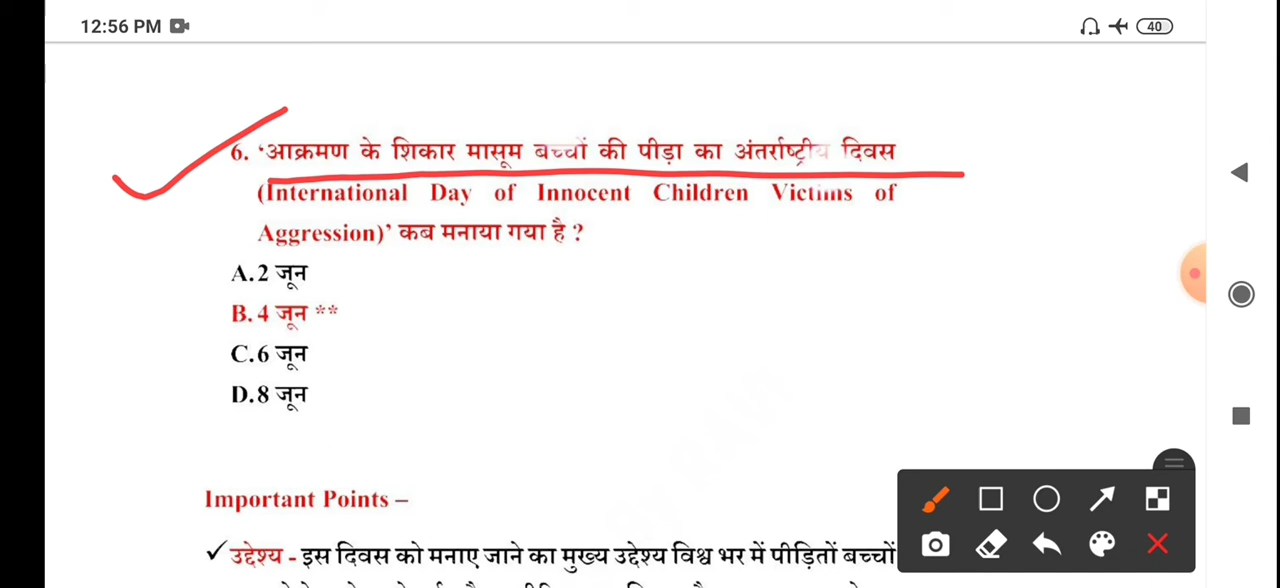 12:56 PM
40
6. 'आक्रमण के शिकार मासूम बच्चों की पीड़ा का अंतर्राष्ट्रीय दिवस
(International Day of Innocent Children Victims of
Aggression)' कब मनाया गया है ?
A.2 जून
B.4 जून **
C.6 जून
D.8 जून
Important Points –
✓ उद्देश्य - इस दिवस को मनाए जाने का मुख्य उद्देश्य विश्व भर में पीड़ितों बच्चों